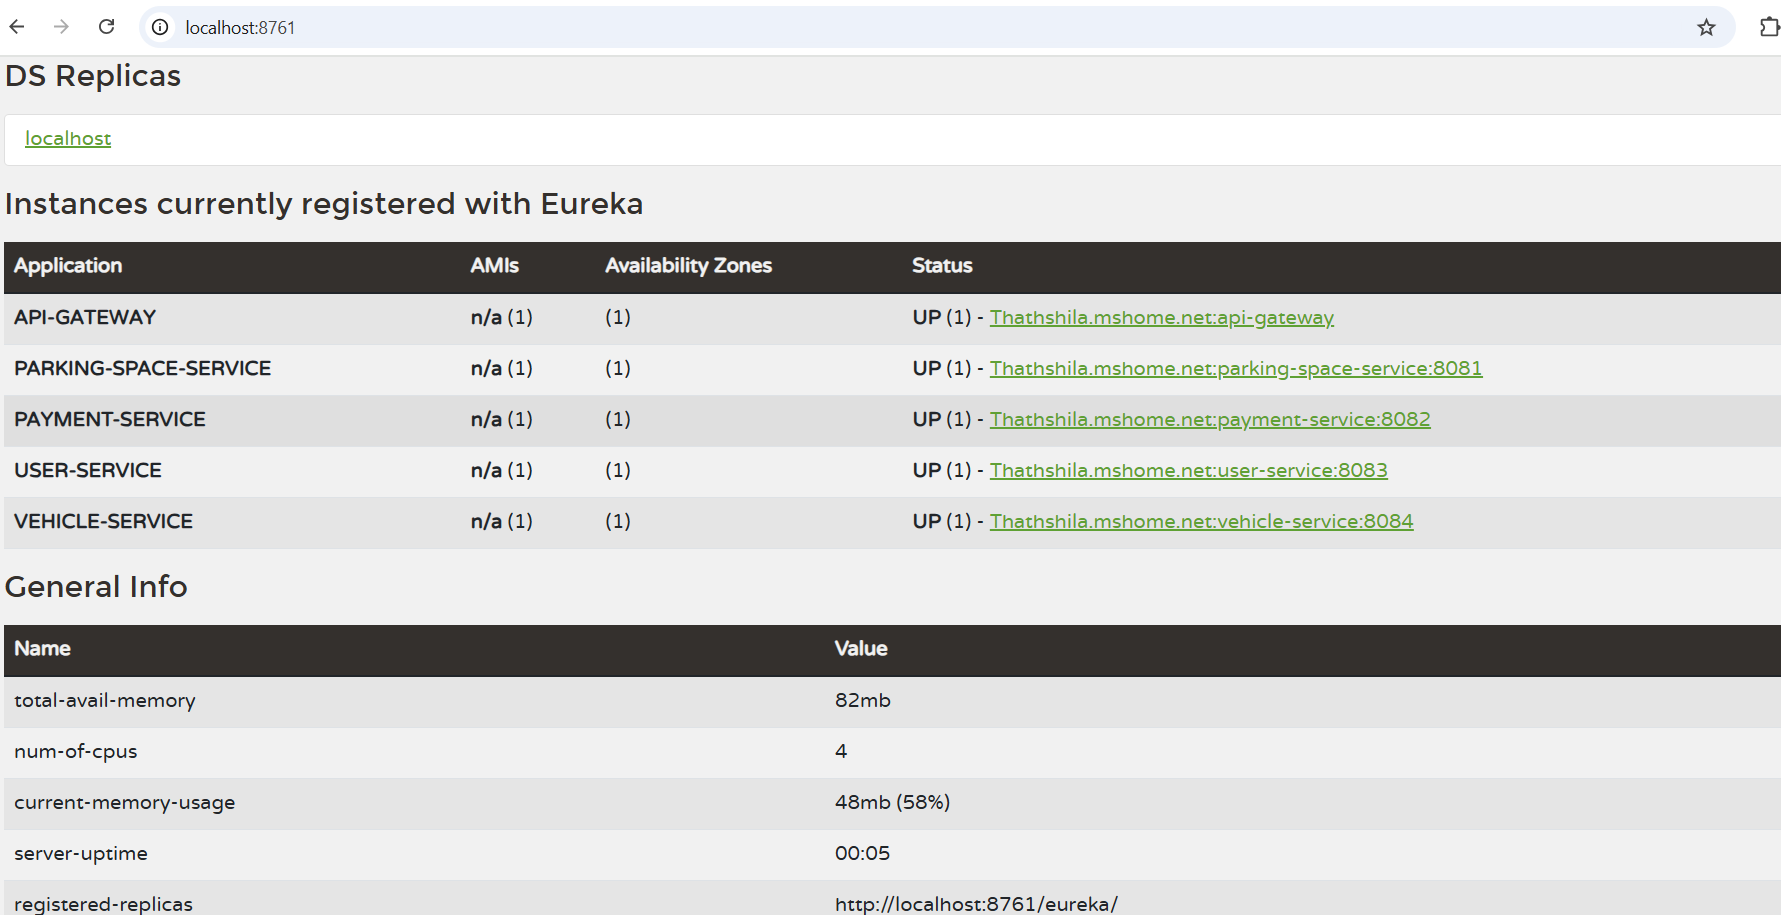 localhost:8761
DS Replicas
localhost
Instances currently registered with Eureka
Application AMIs Availability Zones Status
API-GATEWAY n/a (1) (1) UP (1) - Thathshila.mshome.net:api-gateway
PARKING-SPACE-SERVICE n/a (1) (1) UP (1) - Thathshila.mshome.net:parking-space-service:8081
PAYMENT-SERVICE n/a (1) (1) UP (1) - Thathshila.mshome.net:payment-service:8082
USER-SERVICE n/a (1) (1) UP (1) - Thathshila.mshome.net:user-service:8083
VEHICLE-SERVICE n/a (1) (1) UP (1) - Thathshila.mshome.net:vehicle-service:8084
General Info
Name Value
total-avail-memory 82mb
num-of-cpus 4
current-memory-usage 48mb (58%)
server-uptime 00:05
registered-replicas http://localhost:8761/eureka/